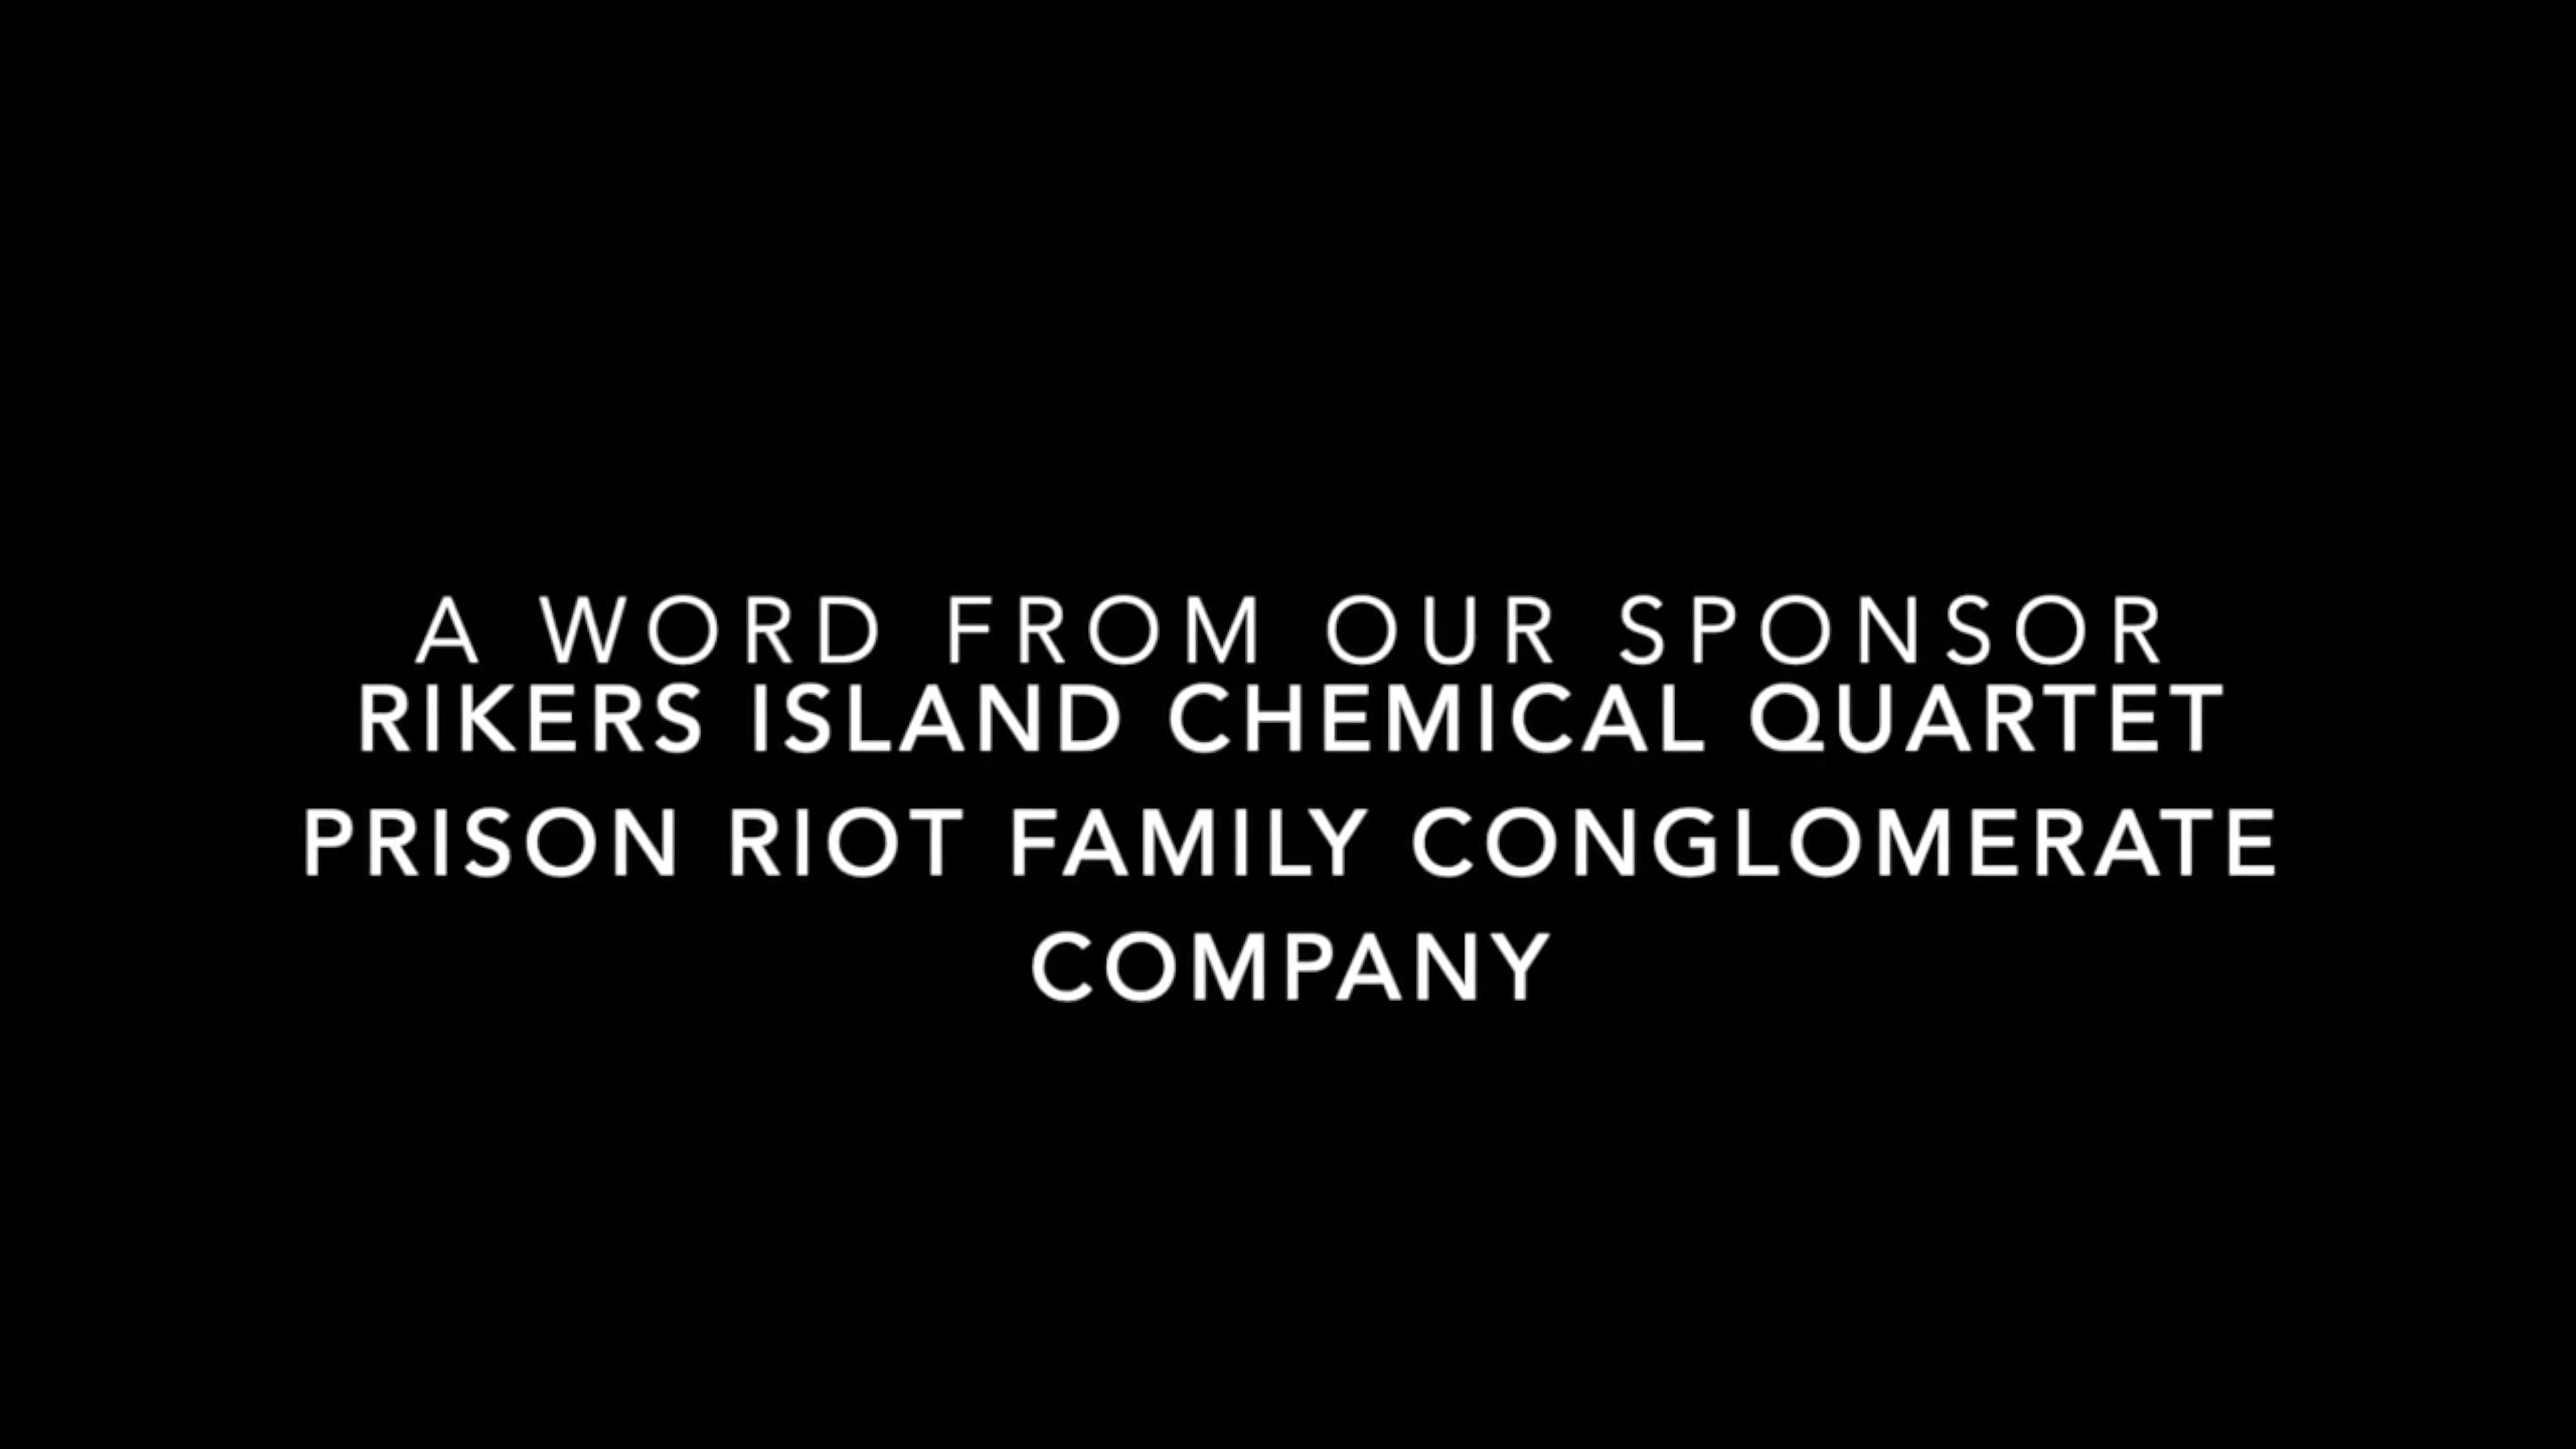 A WORD FROM OUR SPONSOR
RIKERS ISLAND CHEMICAL QUARTET
PRISON RIOT FAMILY CONGLOMERATE
COMPANY